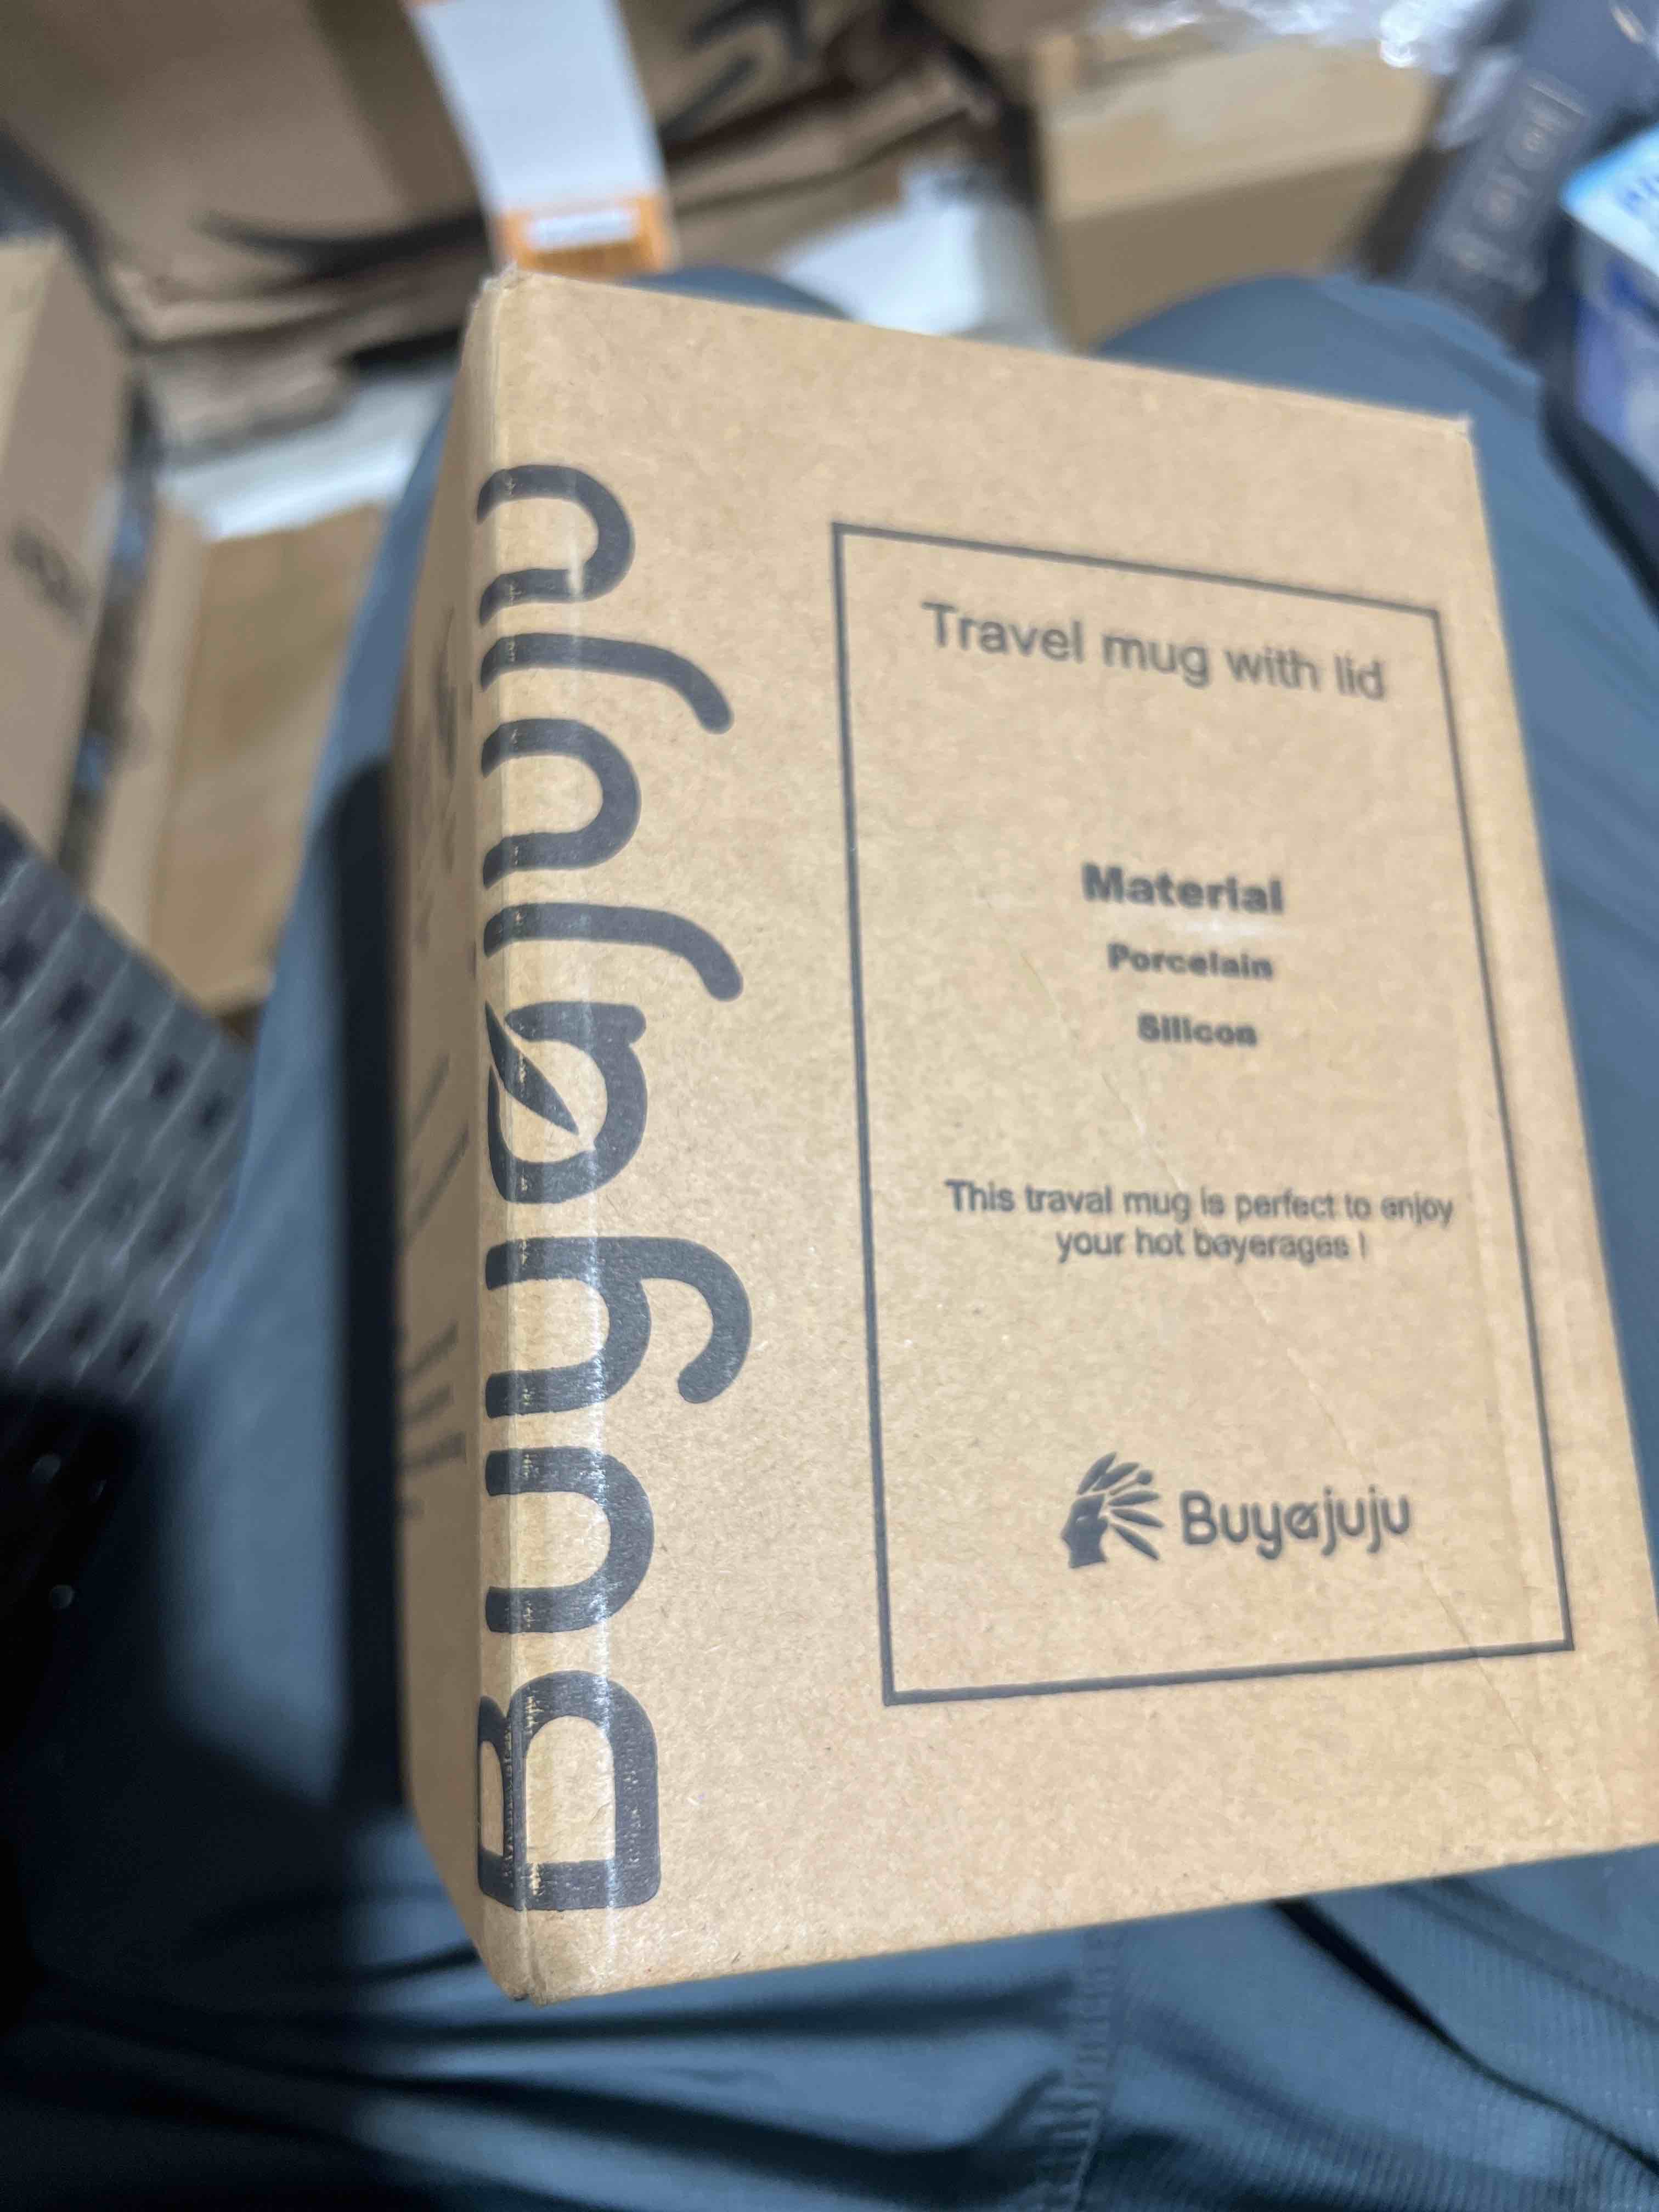 Buyajuju
Travel mug with lid
Material
Porcelain
Silicon
This traval mug is perfect to enjoy
your hot bayerages !
Buyajuju